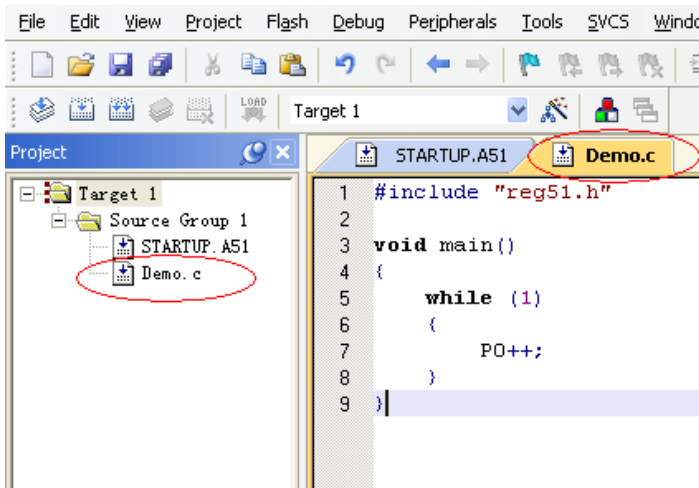 File Edit View Project Flash Debug Peripherals Tools SVCS Windo
LOAD Target 1
Project
STARTUP.A51 Demo.c
Target 1
Source Group 1
STARTUP.A51
Demo.c
1 #include "reg51.h"
2
3 void main()
4 {
5 while (1)
6 {
7 P0++;
8 }
9 }